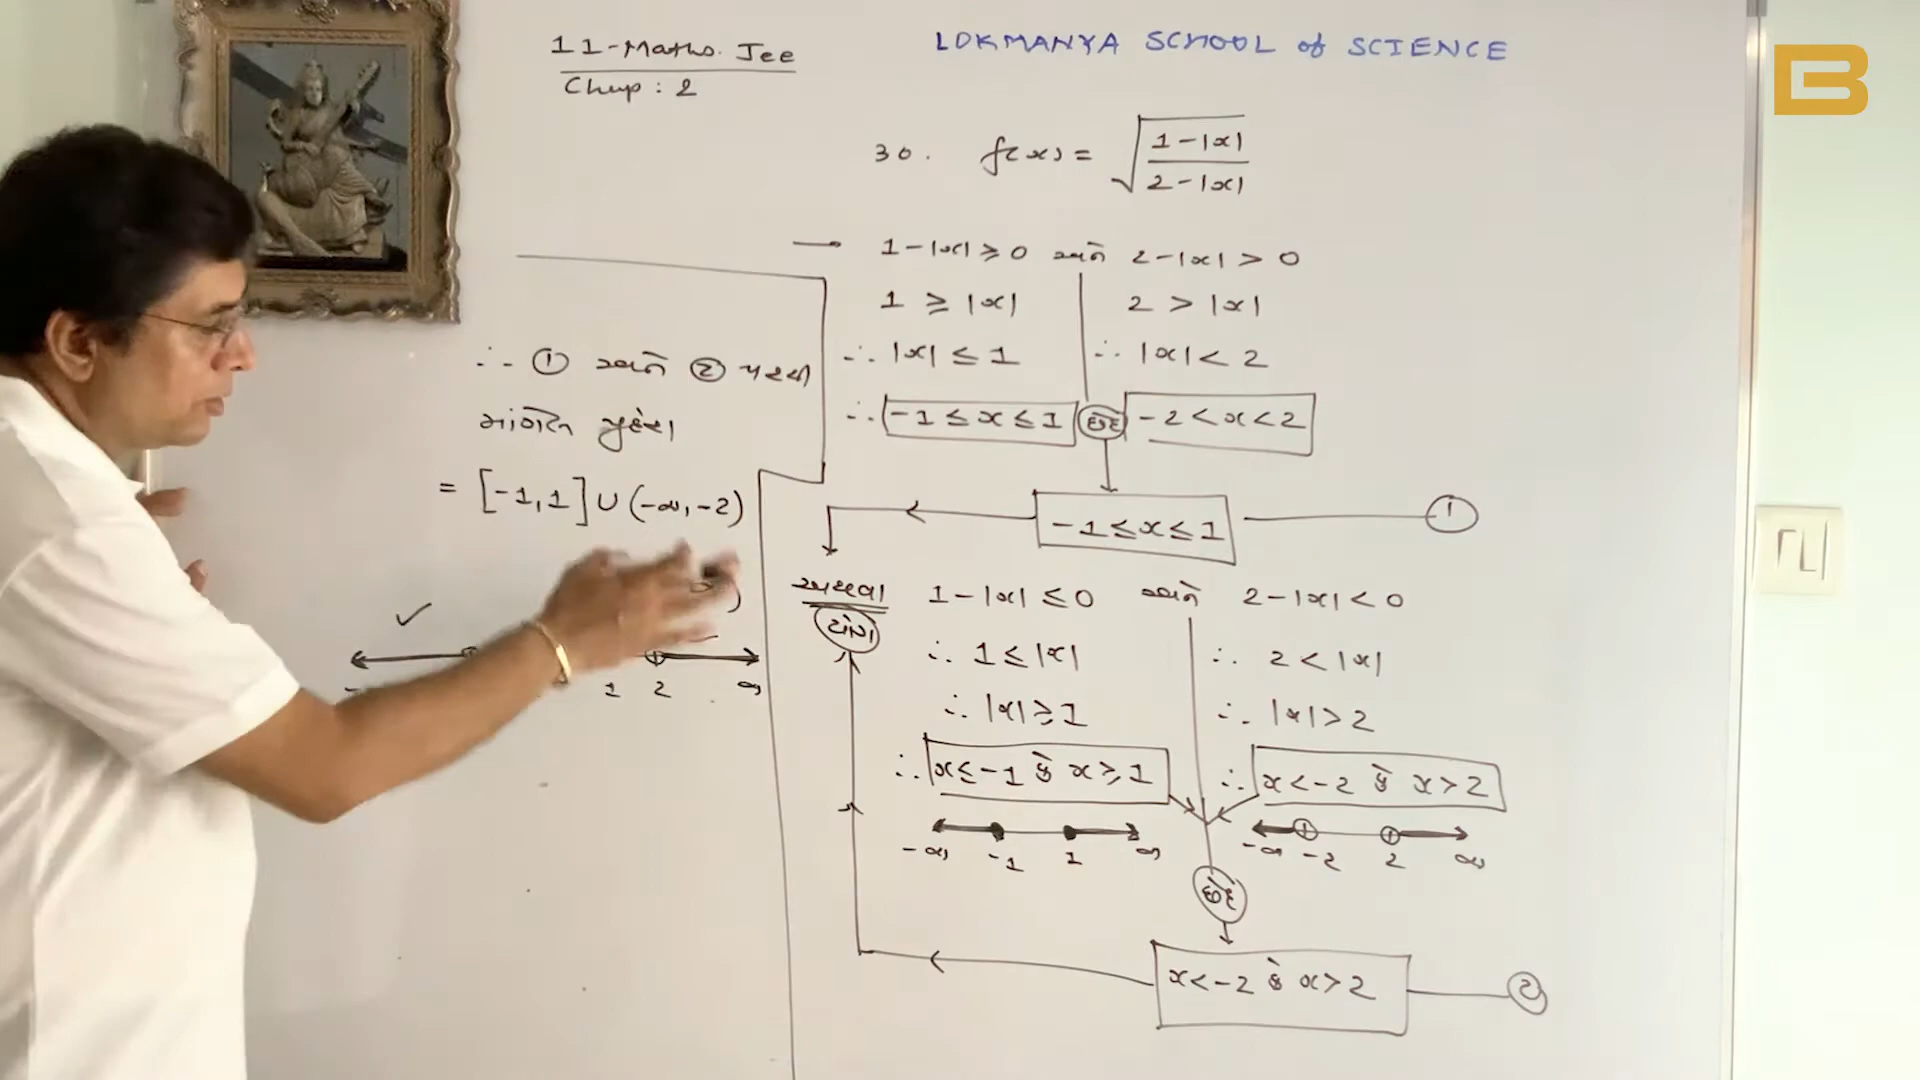 11-Maths. Jee
Chap : 2
LOKMANYA SCHOOL of SCIENCE
30. f(x) = √((1-|x|)/(2-|x|))
→ 1-|x| ≥ 0 અને 2-|x| > 0
1 ≥ |x| 2 > |x|
∴ |x| ≤ 1 ∴ |x| < 2
∴ -1 ≤ x ≤ 1 છેદ -2 < x < 2
-1 ≤ x ≤ 1 ①
અથવા 1-|x| ≤ 0 અને 2-|x| < 0
યોગ
∴ 1 ≤ |x| ∴ 2 < |x|
∴ |x| ≥ 1 ∴ |x| > 2
∴ x ≤ -1 કે x ≥ 1 ∴ x < -2 કે x > 2
-∞ -1 1 ∞ -∞ -2 2 ∞
છેદ
x < -2 કે x > 2 ②
∴ ① અને ② પરથી
માંગેલ પ્રદેશ
= [-1,1] ∪ (-∞,-2)
1 2 ∞